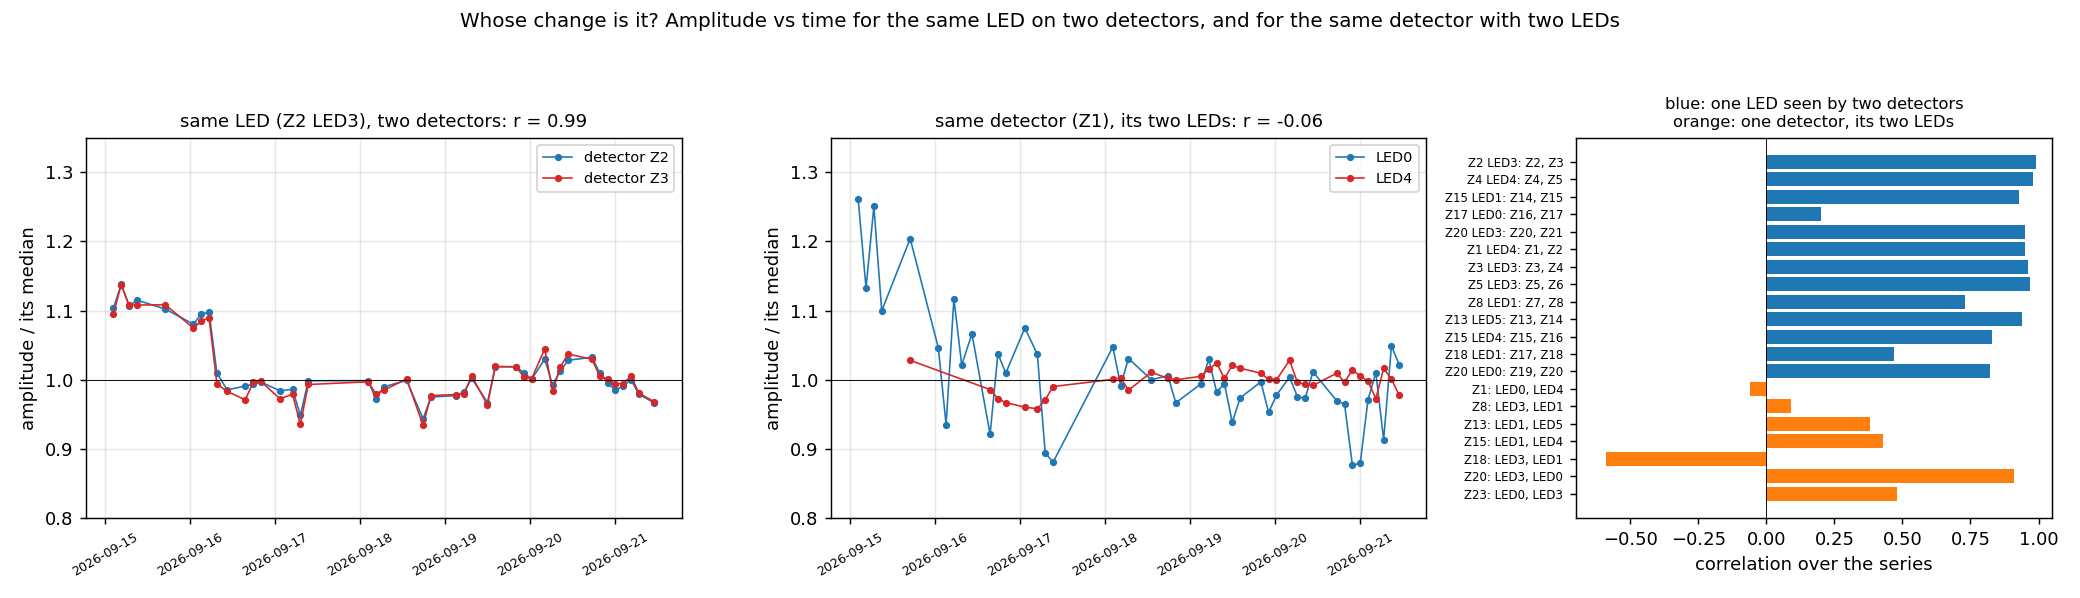 Whose change is it? Amplitude vs time for the same LED on two detectors, and for the same detector with two LEDs
same LED (Z2 LED3), two detectors: r = 0.99
amplitude / its median
1.3
1.2
1.1
1.0
0.9
0.8
detector Z2
detector Z3
2026-09-15
2026-09-16
2026-09-17
2026-09-18
2026-09-19
2026-09-20
2026-09-21
same detector (Z1), its two LEDs: r = -0.06
amplitude / its median
1.3
1.2
1.1
1.0
0.9
0.8
LED0
LED4
2026-09-15
2026-09-16
2026-09-17
2026-09-18
2026-09-19
2026-09-20
2026-09-21
blue: one LED seen by two detectors
orange: one detector, its two LEDs
Z2 LED3: Z2, Z3
Z4 LED4: Z4, Z5
Z15 LED1: Z14, Z15
Z17 LED0: Z16, Z17
Z20 LED3: Z20, Z21
Z1 LED4: Z1, Z2
Z3 LED3: Z3, Z4
Z5 LED3: Z5, Z6
Z8 LED1: Z7, Z8
Z13 LED5: Z13, Z14
Z15 LED4: Z15, Z16
Z18 LED1: Z17, Z18
Z20 LED0: Z19, Z20
Z1: LED0, LED4
Z8: LED3, LED1
Z13: LED1, LED5
Z15: LED1, LED4
Z18: LED3, LED1
Z20: LED3, LED0
Z23: LED0, LED3
−0.50
−0.25
0.00
0.25
0.50
0.75
1.00
correlation over the series